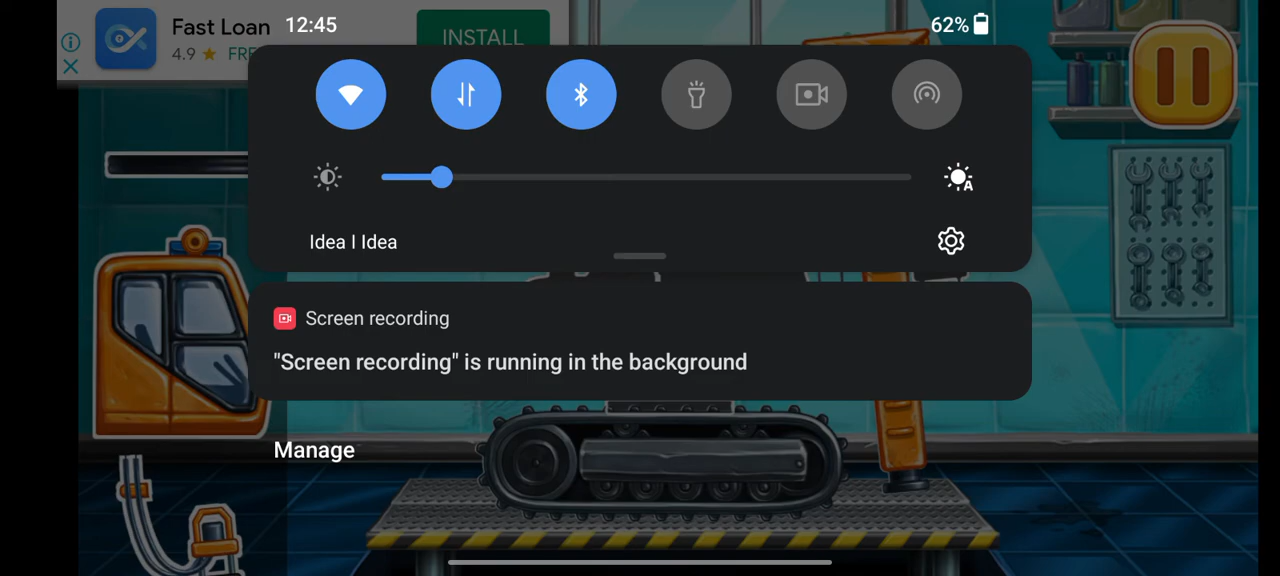 Fast Loan
12:45
62%
4.9 ★ FRE
INSTALL
A
Idea | Idea
Screen recording
"Screen recording" is running in the background
Manage